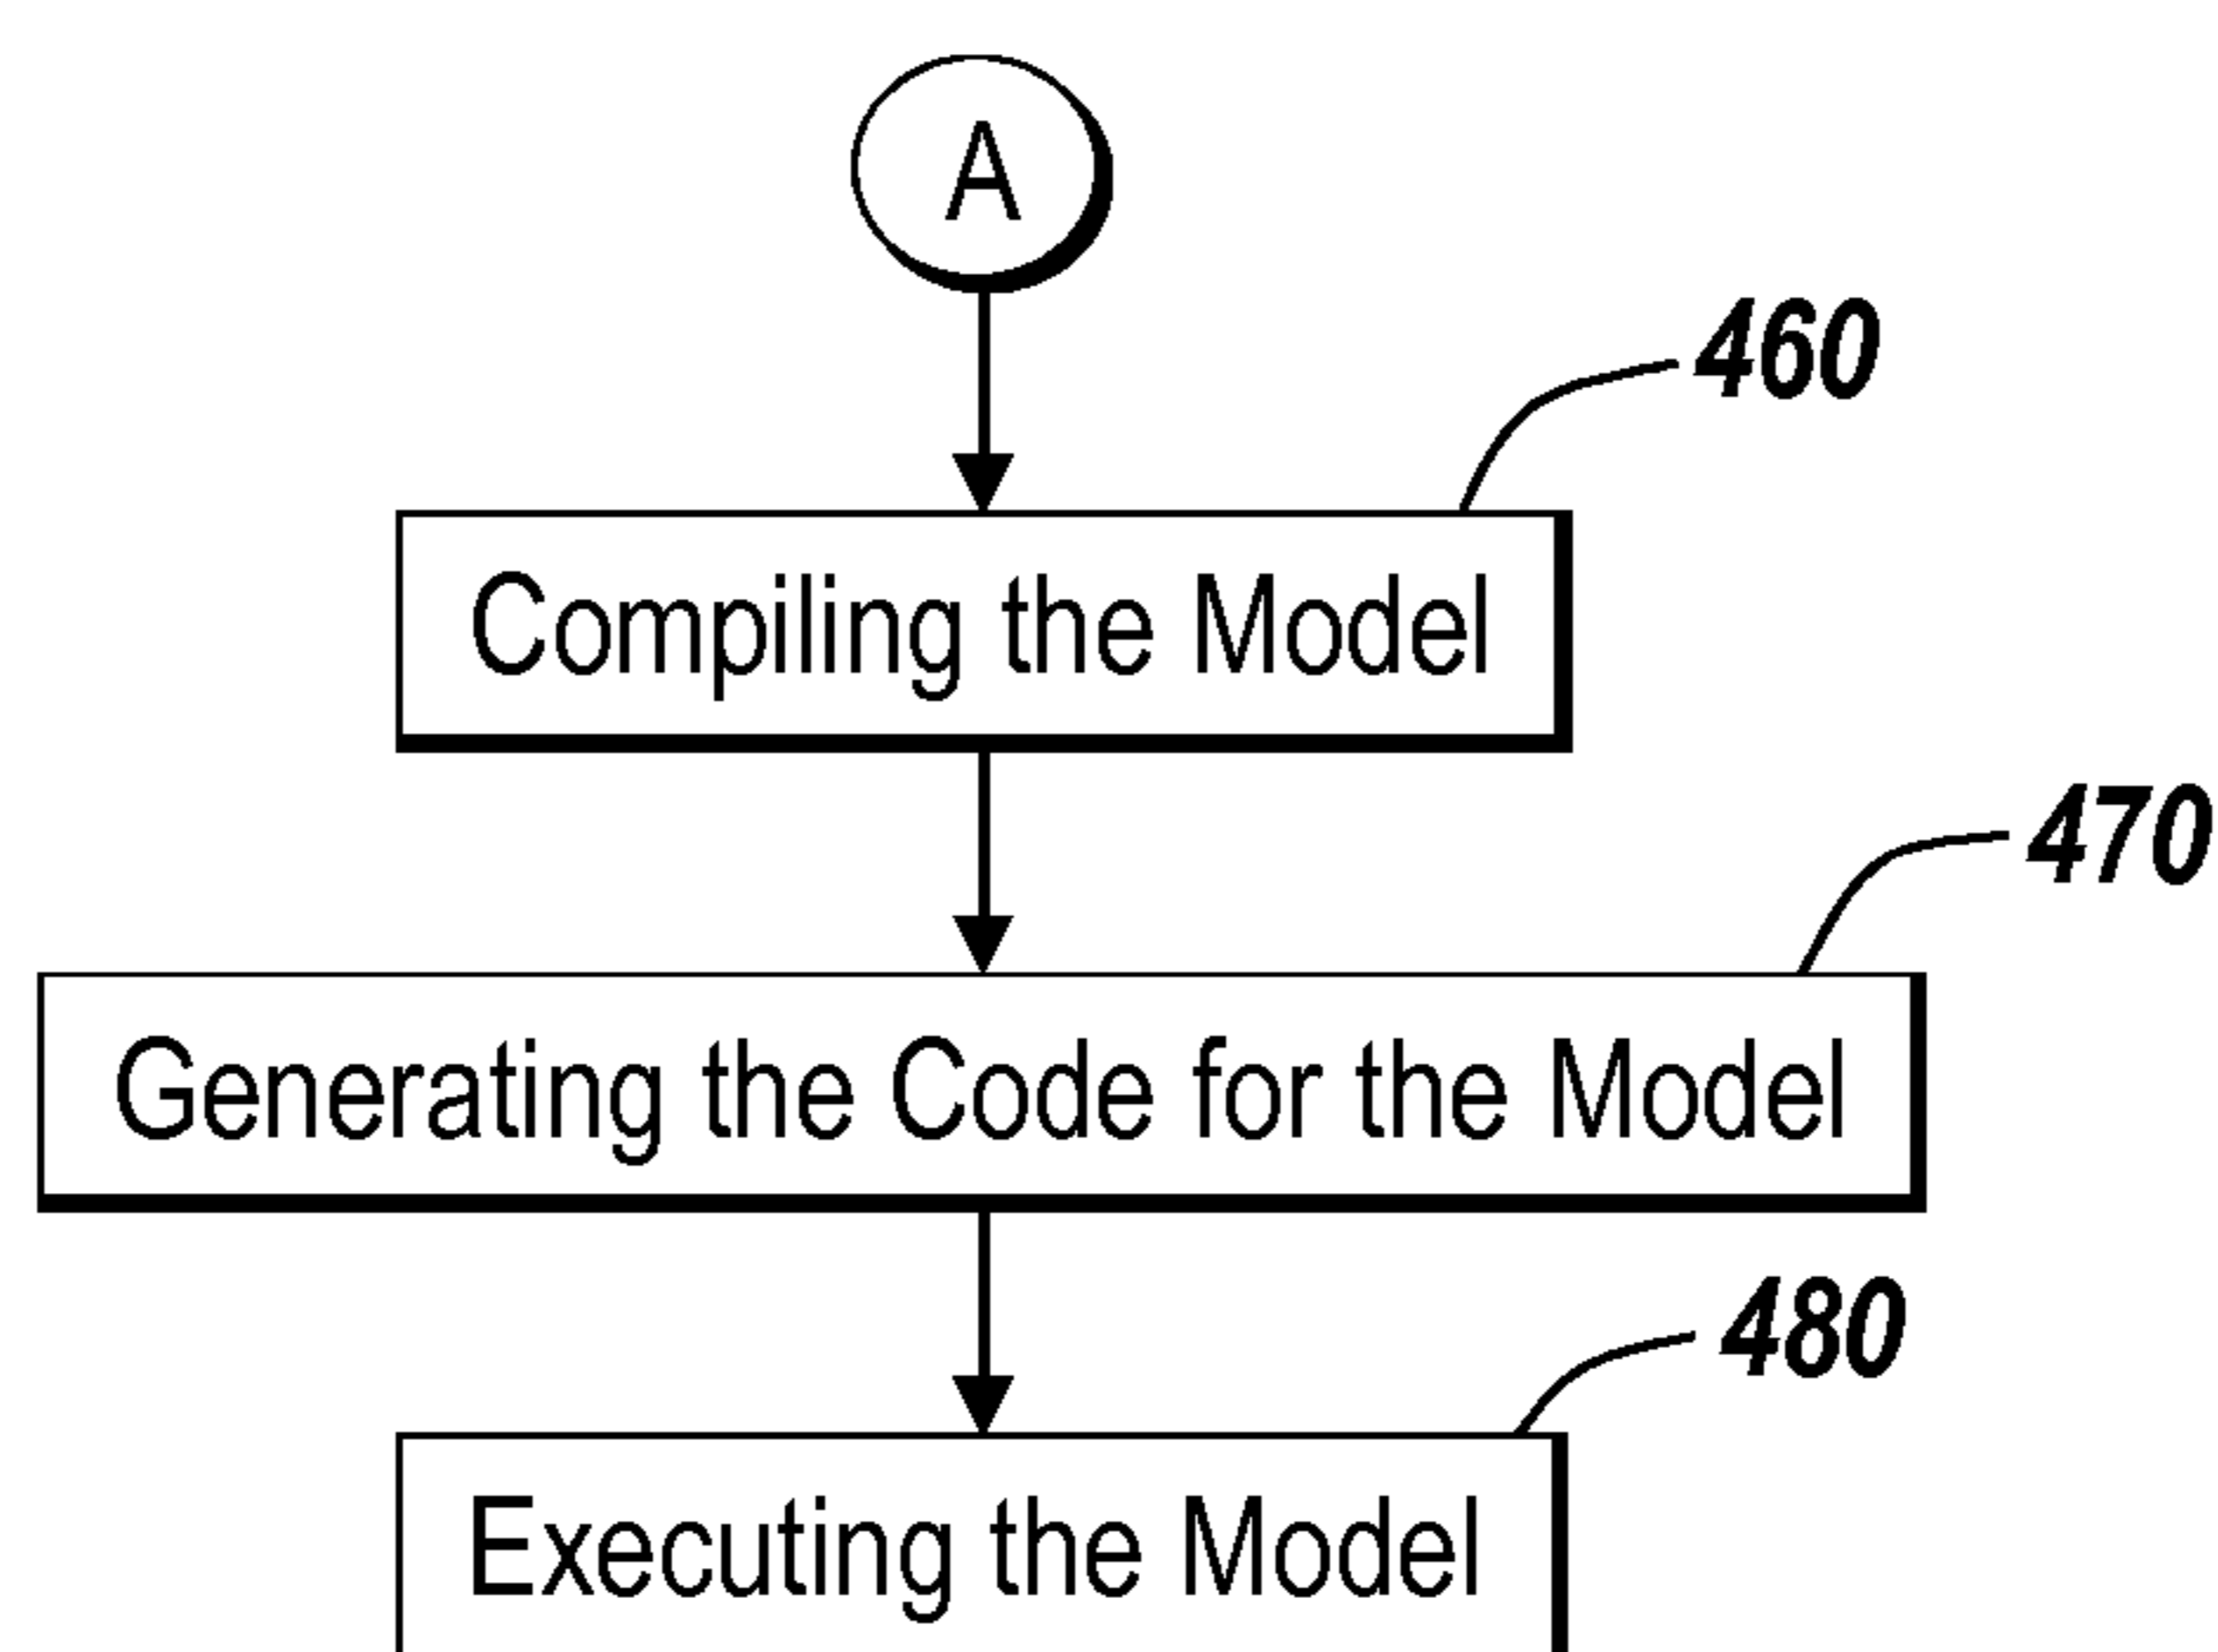 A
460
Compiling the Model
470
Generating the Code for the Model
480
Executing the Model